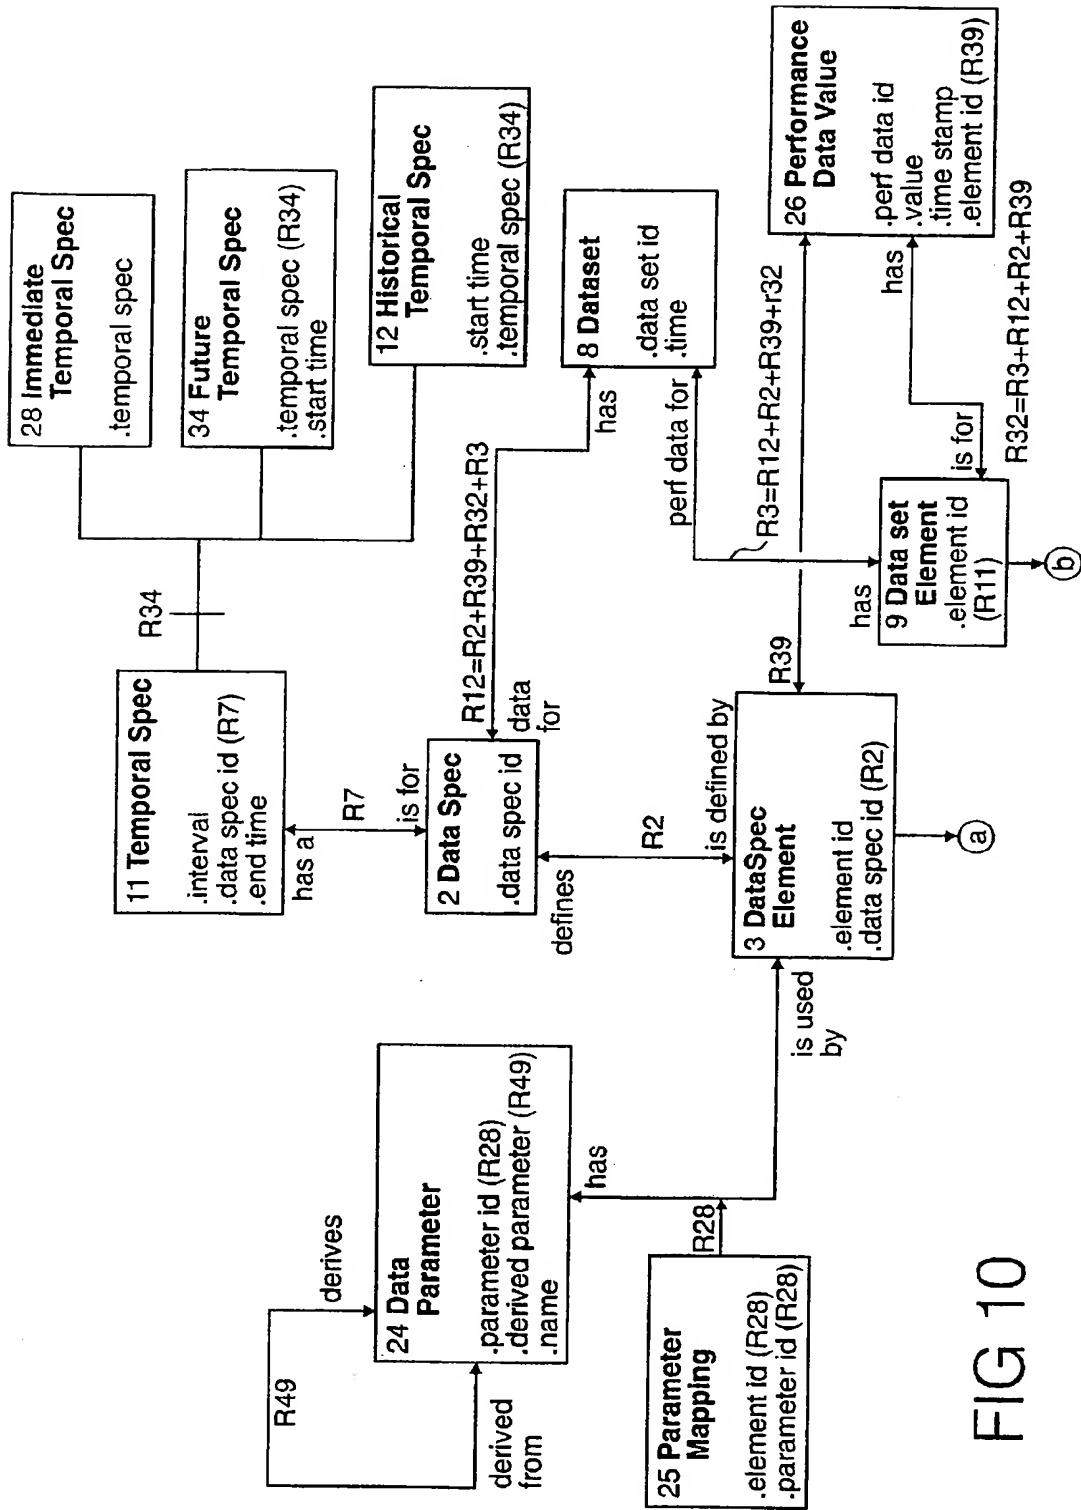 R49
derives
derived
from
24 Data
Parameter
.parameter id (R28)
.derived parameter (R49)
.name
has
R28
25 Parameter
Mapping
.element id (R28)
.parameter id (R28)
is used
by
11 Temporal Spec
.interval
.data spec id (R7)
.end time
has a
R7
is for
2 Data Spec
.data spec id
data
for
defines
R2
is defined by
3 DataSpec
Element
.element id
.data spec id (R2)
a
R34
28 Immediate
Temporal Spec
.temporal spec
34 Future
Temporal Spec
.temporal spec (R34)
.start time
12 Historical
Temporal Spec
.start time
.temporal spec (R34)
R12=R2+R39+R32+R3
has
8 Dataset
.data set id
.time
perf data for
R3=R12+R2+R39+r32
R39
has
9 Data set
Element
.element id
(R11)
b
is for
has
R32=R3+R12+R2+R39
26 Performance
Data Value
.perf data id
.value
.time stamp
.element id (R39)
FIG 10